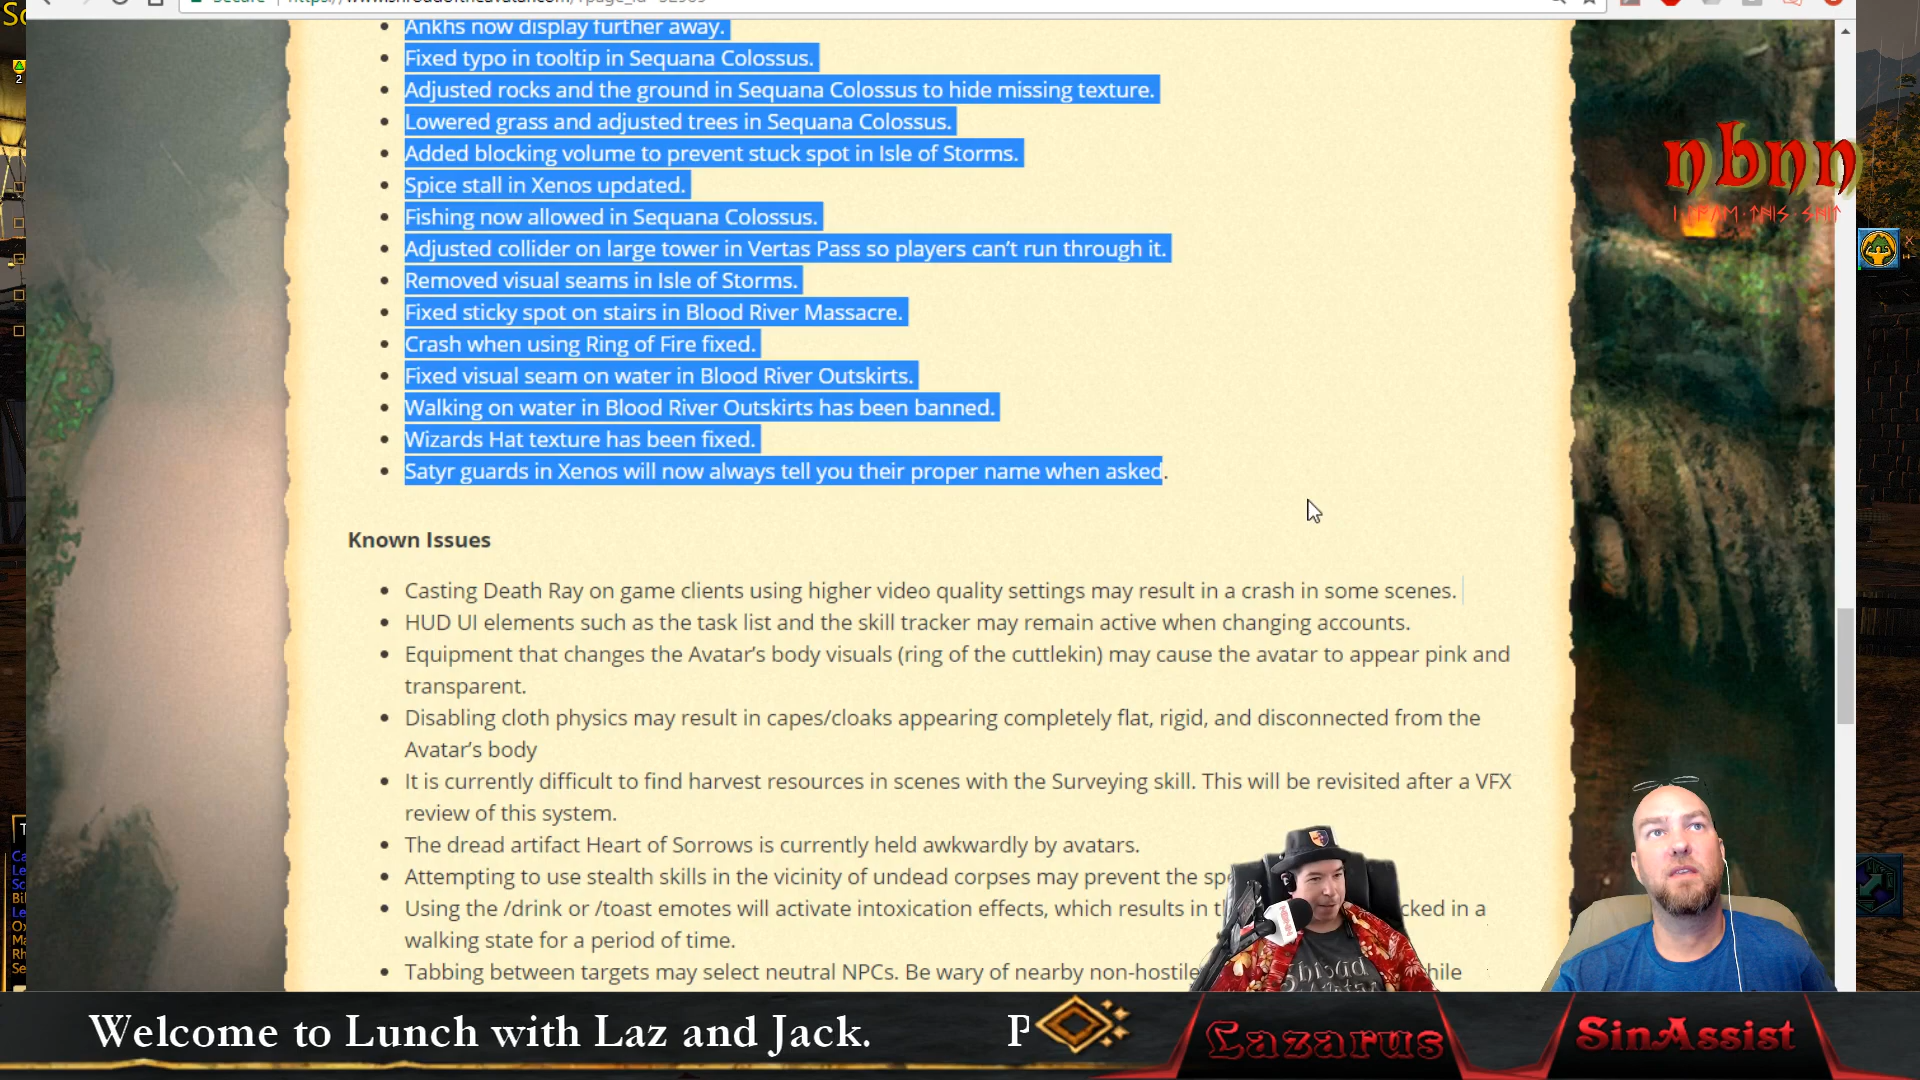 Secure
Ankhs now display further away.
Fixed typo in tooltip in Sequana Colossus.
Adjusted rocks and the ground in Sequana Colossus to hide missing texture.
Lowered grass and adjusted trees in Sequana Colossus.
Added blocking volume to prevent stuck spot in Isle of Storms.
Spice stall in Xenos updated.
Fishing now allowed in Sequana Colossus.
Adjusted collider on large tower in Vertas Pass so players can’t run through it.
Removed visual seams in Isle of Storms.
Fixed sticky spot on stairs in Blood River Massacre.
Crash when using Ring of Fire fixed.
Fixed visual seam on water in Blood River Outskirts.
Walking on water in Blood River Outskirts has been banned.
Wizards Hat texture has been fixed.
Satyr guards in Xenos will now always tell you their proper name when asked.
nbnn
Known Issues
Casting Death Ray on game clients using higher video quality settings may result in a crash in some scenes.
HUD UI elements such as the task list and the skill tracker may remain active when changing accounts.
Equipment that changes the Avatar’s body visuals (ring of the cuttlekin) may cause the avatar to appear pink and
transparent.
Disabling cloth physics may result in capes/cloaks appearing completely flat, rigid, and disconnected from the
Avatar’s body
It is currently difficult to find harvest resources in scenes with the Surveying skill. This will be revisited after a VFX
review of this system.
The dread artifact Heart of Sorrows is currently held awkwardly by avatars.
Attempting to use stealth skills in the vicinity of undead corpses may prevent the
Using the /drink or /toast emotes will activate intoxication effects, which results in in a
walking state for a period of time.
Tabbing between targets may select neutral NPCs. Be wary of nearby non-hostile
Welcome to Lunch with Laz and Jack. P
Lazarus
SinAssist